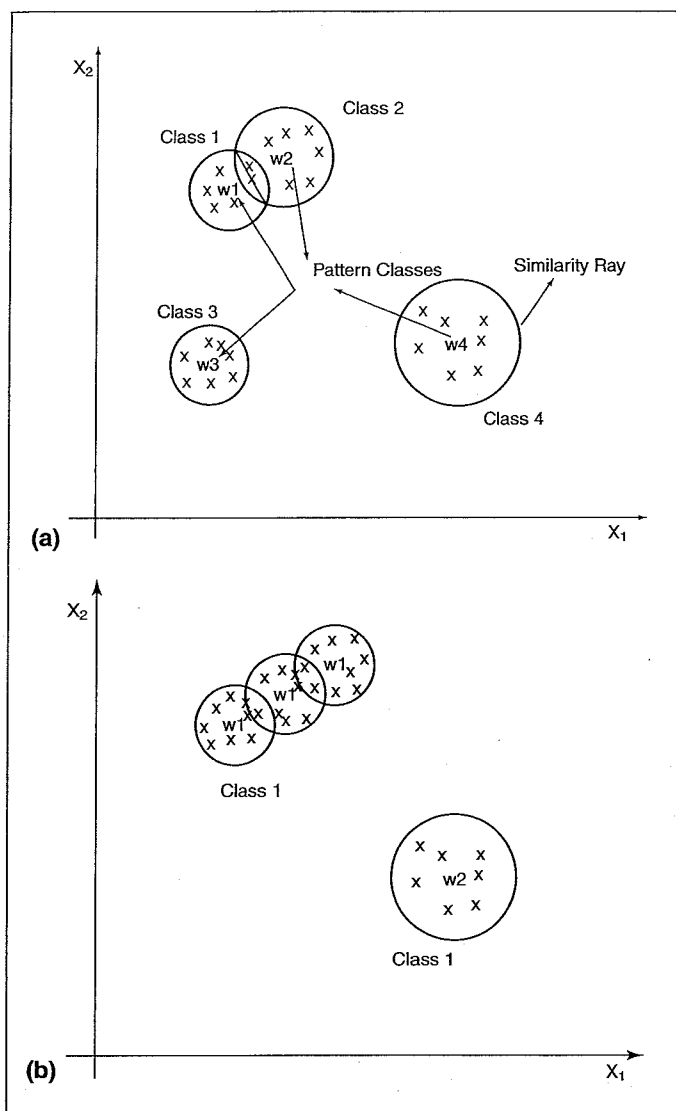 X₂
Class 2
Class 1
w2
w1
Pattern Classes
Similarity Ray
Class 3
w3
w4
Class 4
(a)
X₁
X₂
w1
w1
w1
Class 1
w2
Class 1
(b)
X₁